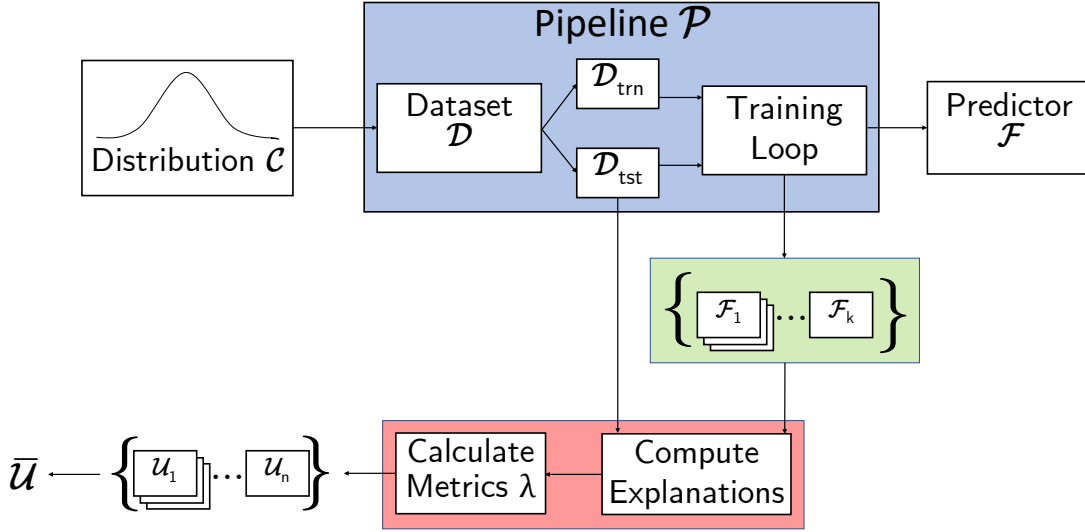 Pipeline 𝒫
Distribution 𝒞
Dataset
𝒟
𝒟trn
𝒟tst
Training
Loop
Predictor
ℱ
{ ℱ1 ... ℱk }
Ū ← { 𝒰1 ... 𝒰n }
Calculate
Metrics λ
Compute
Explanations